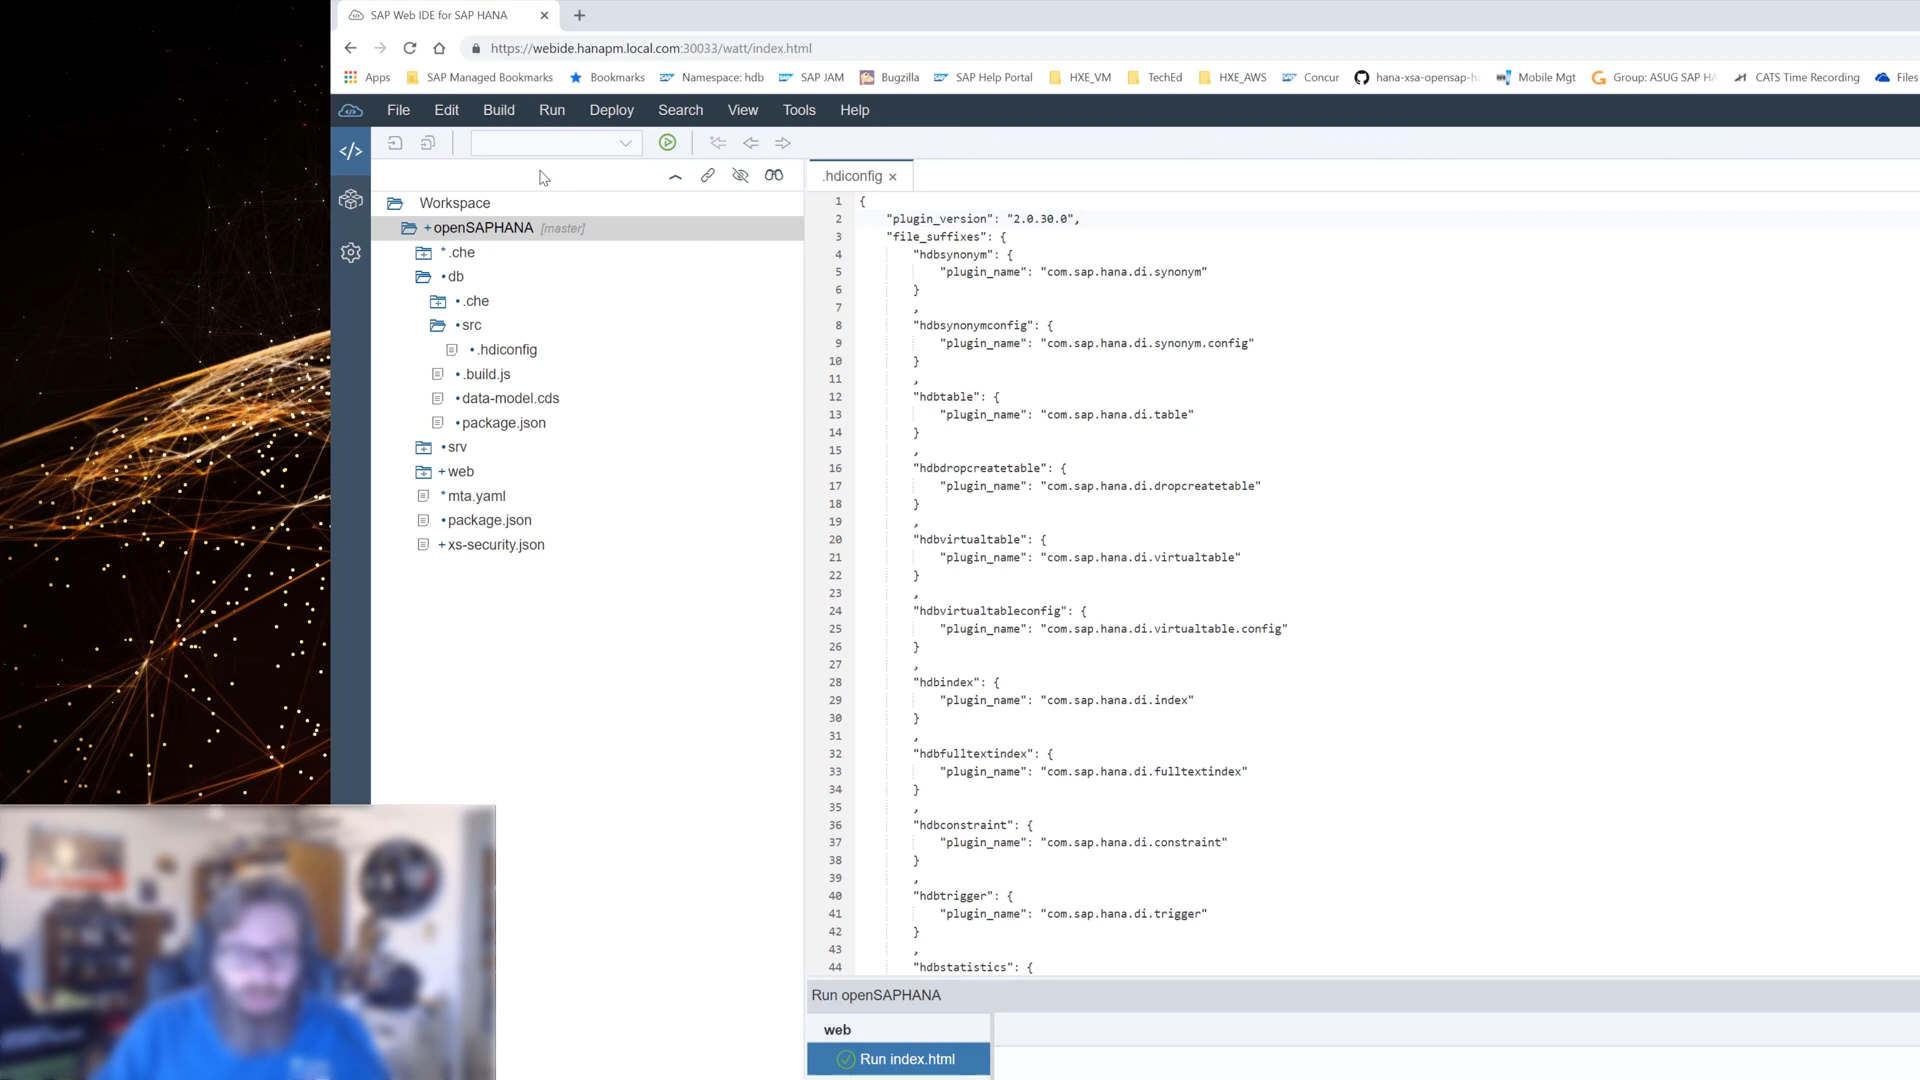 SAP Web IDE for SAP HANA
https://webide.hanapm.local.com:30033/watt/index.html
Apps SAP Managed Bookmarks Bookmarks Namespace: hdb SAP JAM Bugzilla SAP Help Portal HXE_VM TechEd HXE_AWS Concur hana-xsa-opensap-h Mobile Mgt Group: ASUG SAP HA CATS Time Recording Files
File Edit Build Run Deploy Search View Tools Help
.hdiconfig
Workspace
+ openSAPHANA [master]
* .che
• db
• .che
• src
• .hdiconfig
• .build.js
• data-model.cds
• package.json
• srv
+ web
* mta.yaml
• package.json
+ xs-security.json
1 {
2 "plugin_version": "2.0.30.0",
3 "file_suffixes": {
4 "hdbsynonym": {
5 "plugin_name": "com.sap.hana.di.synonym"
6 }
7 ,
8 "hdbsynonymconfig": {
9 "plugin_name": "com.sap.hana.di.synonym.config"
10 }
11 ,
12 "hdbtable": {
13 "plugin_name": "com.sap.hana.di.table"
14 }
15 ,
16 "hdbdropcreatetable": {
17 "plugin_name": "com.sap.hana.di.dropcreatetable"
18 }
19 ,
20 "hdbvirtualtable": {
21 "plugin_name": "com.sap.hana.di.virtualtable"
22 }
23 ,
24 "hdbvirtualtableconfig": {
25 "plugin_name": "com.sap.hana.di.virtualtable.config"
26 }
27 ,
28 "hdbindex": {
29 "plugin_name": "com.sap.hana.di.index"
30 }
31 ,
32 "hdbfulltextindex": {
33 "plugin_name": "com.sap.hana.di.fulltextindex"
34 }
35 ,
36 "hdbconstraint": {
37 "plugin_name": "com.sap.hana.di.constraint"
38 }
39 ,
40 "hdbtrigger": {
41 "plugin_name": "com.sap.hana.di.trigger"
42 }
43 ,
44 "hdbstatistics": {
Run openSAPHANA
web
Run index.html